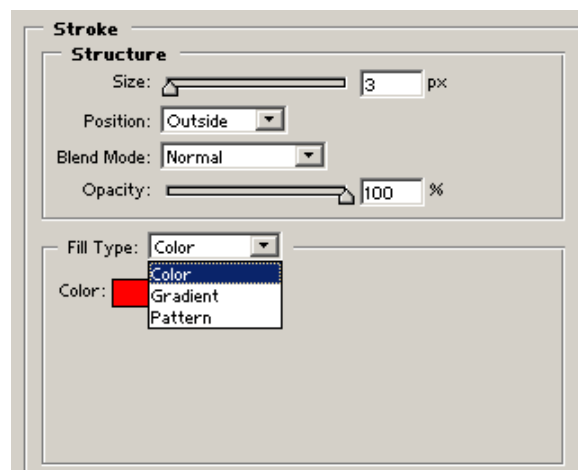 Stroke
Structure
Size: 3 px
Position: Outside
Blend Mode: Normal
Opacity: 100 %
Fill Type: Color
Color
Color: Gradient
Pattern